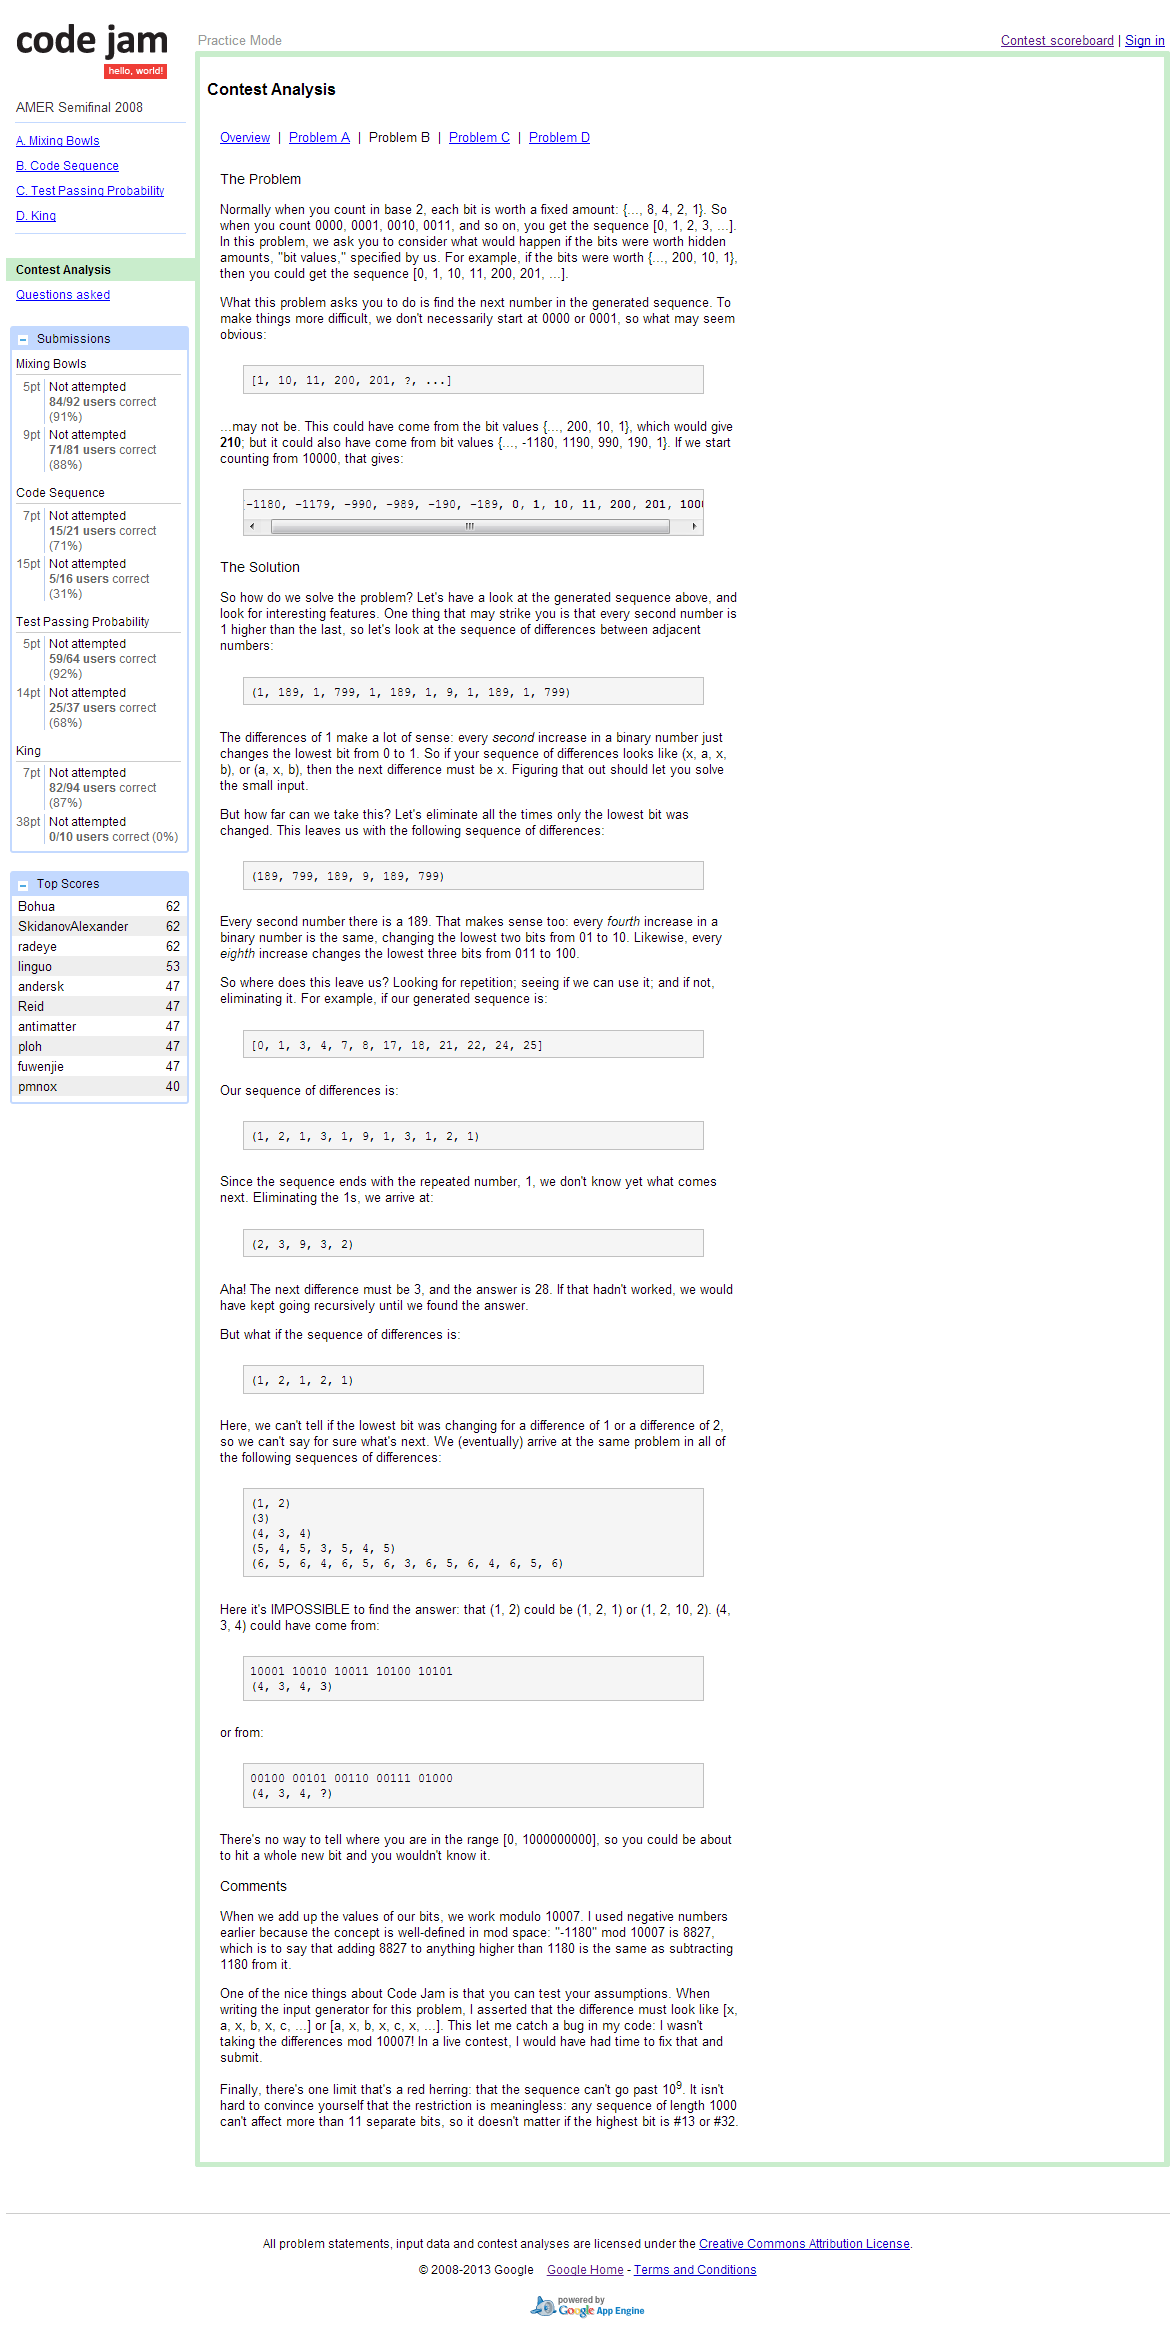 code jam
hello, world!
Practice Mode
Contest scoreboard | Sign in
AMER Semifinal 2008
A. Mixing Bowls
B. Code Sequence
C. Test Passing Probability
D. King
Contest Analysis
Questions asked
Submissions
Mixing Bowls
5pt Not attempted
84/92 users correct
(91%)
9pt Not attempted
71/81 users correct
(88%)
Code Sequence
7pt Not attempted
15/21 users correct
(71%)
15pt Not attempted
5/16 users correct
(31%)
Test Passing Probability
5pt Not attempted
59/64 users correct
(92%)
14pt Not attempted
25/37 users correct
(68%)
King
7pt Not attempted
82/94 users correct
(87%)
38pt Not attempted
0/10 users correct (0%)
Top Scores
Bohua 62
SkidanovAlexander 62
radeye 62
linguo 53
andersk 47
Reid 47
antimatter 47
ploh 47
fuwenjie 47
pmnox 40
Contest Analysis
Overview | Problem A | Problem B | Problem C | Problem D
The Problem
Normally when you count in base 2, each bit is worth a fixed amount: {..., 8, 4, 2, 1}. So
when you count 0000, 0001, 0010, 0011, and so on, you get the sequence [0, 1, 2, 3, ...].
In this problem, we ask you to consider what would happen if the bits were worth hidden
amounts, "bit values," specified by us. For example, if the bits were worth {..., 200, 10, 1},
then you could get the sequence [0, 1, 10, 11, 200, 201, ...].
What this problem asks you to do is find the next number in the generated sequence. To
make things more difficult, we don't necessarily start at 0000 or 0001, so what may seem
obvious:
[1, 10, 11, 200, 201, ?, ...]
...may not be. This could have come from the bit values {..., 200, 10, 1}, which would give
210; but it could also have come from bit values {..., -1180, 1190, 990, 190, 1}. If we start
counting from 10000, that gives:
-1180, -1179, -990, -989, -190, -189, 0, 1, 10, 11, 200, 201, 100
The Solution
So how do we solve the problem? Let's have a look at the generated sequence above, and
look for interesting features. One thing that may strike you is that every second number is
1 higher than the last, so let's look at the sequence of differences between adjacent
numbers:
(1, 189, 1, 799, 1, 189, 1, 9, 1, 189, 1, 799)
The differences of 1 make a lot of sense: every second increase in a binary number just
changes the lowest bit from 0 to 1. So if your sequence of differences looks like (x, a, x,
b), or (a, x, b), then the next difference must be x. Figuring that out should let you solve
the small input.
But how far can we take this? Let's eliminate all the times only the lowest bit was
changed. This leaves us with the following sequence of differences:
(189, 799, 189, 9, 189, 799)
Every second number there is a 189. That makes sense too: every fourth increase in a
binary number is the same, changing the lowest two bits from 01 to 10. Likewise, every
eighth increase changes the lowest three bits from 011 to 100.
So where does this leave us? Looking for repetition; seeing if we can use it; and if not,
eliminating it. For example, if our generated sequence is:
[0, 1, 3, 4, 7, 8, 17, 18, 21, 22, 24, 25]
Our sequence of differences is:
(1, 2, 1, 3, 1, 9, 1, 3, 1, 2, 1)
Since the sequence ends with the repeated number, 1, we don't know yet what comes
next. Eliminating the 1s, we arrive at:
(2, 3, 9, 3, 2)
Aha! The next difference must be 3, and the answer is 28. If that hadn't worked, we would
have kept going recursively until we found the answer.
But what if the sequence of differences is:
(1, 2, 1, 2, 1)
Here, we can't tell if the lowest bit was changing for a difference of 1 or a difference of 2,
so we can't say for sure what's next. We (eventually) arrive at the same problem in all of
the following sequences of differences:
(1, 2)
(3)
(4, 3, 4)
(5, 4, 5, 3, 5, 4, 5)
(6, 5, 6, 4, 6, 5, 6, 3, 6, 5, 6, 4, 6, 5, 6)
Here it's IMPOSSIBLE to find the answer: that (1, 2) could be (1, 2, 1) or (1, 2, 10, 2). (4,
3, 4) could have come from:
10001 10010 10011 10100 10101
(4, 3, 4, 3)
or from:
00100 00101 00110 00111 01000
(4, 3, 4, ?)
There's no way to tell where you are in the range [0, 1000000000], so you could be about
to hit a whole new bit and you wouldn't know it.
Comments
When we add up the values of our bits, we work modulo 10007. I used negative numbers
earlier because the concept is well-defined in mod space: "-1180" mod 10007 is 8827,
which is to say that adding 8827 to anything higher than 1180 is the same as subtracting
1180 from it.
One of the nice things about Code Jam is that you can test your assumptions. When
writing the input generator for this problem, I asserted that the difference must look like [x,
a, x, b, x, c, ...] or [a, x, b, x, c, x, ...]. This let me catch a bug in my code: I wasn't
taking the differences mod 10007! In a live contest, I would have had time to fix that and
submit.
Finally, there's one limit that's a red herring: that the sequence can't go past 10⁹. It isn't
hard to convince yourself that the restriction is meaningless: any sequence of length 1000
can't affect more than 11 separate bits, so it doesn't matter if the highest bit is #13 or #32.
All problem statements, input data and contest analyses are licensed under the Creative Commons Attribution License.
© 2008-2013 Google Google Home - Terms and Conditions
powered by
Google App Engine